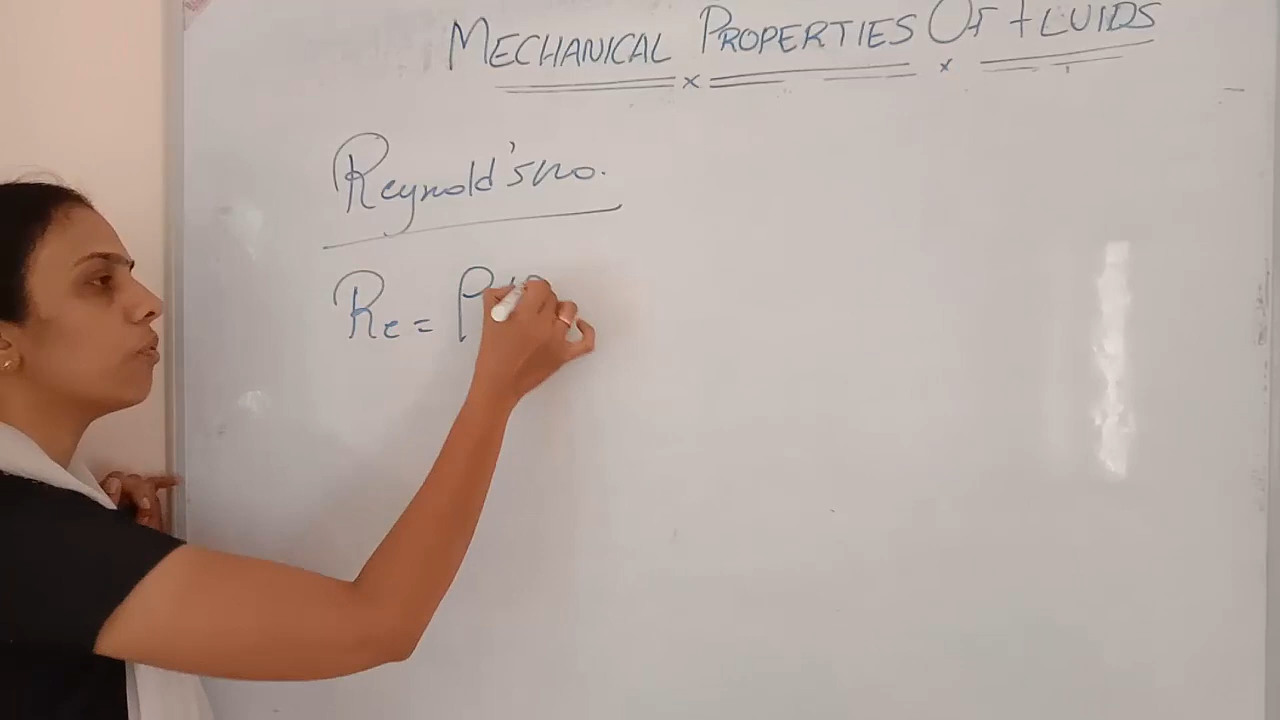 MECHANICAL PROPERTIES OF FLUIDS
Reynold's no.
Re = ρ